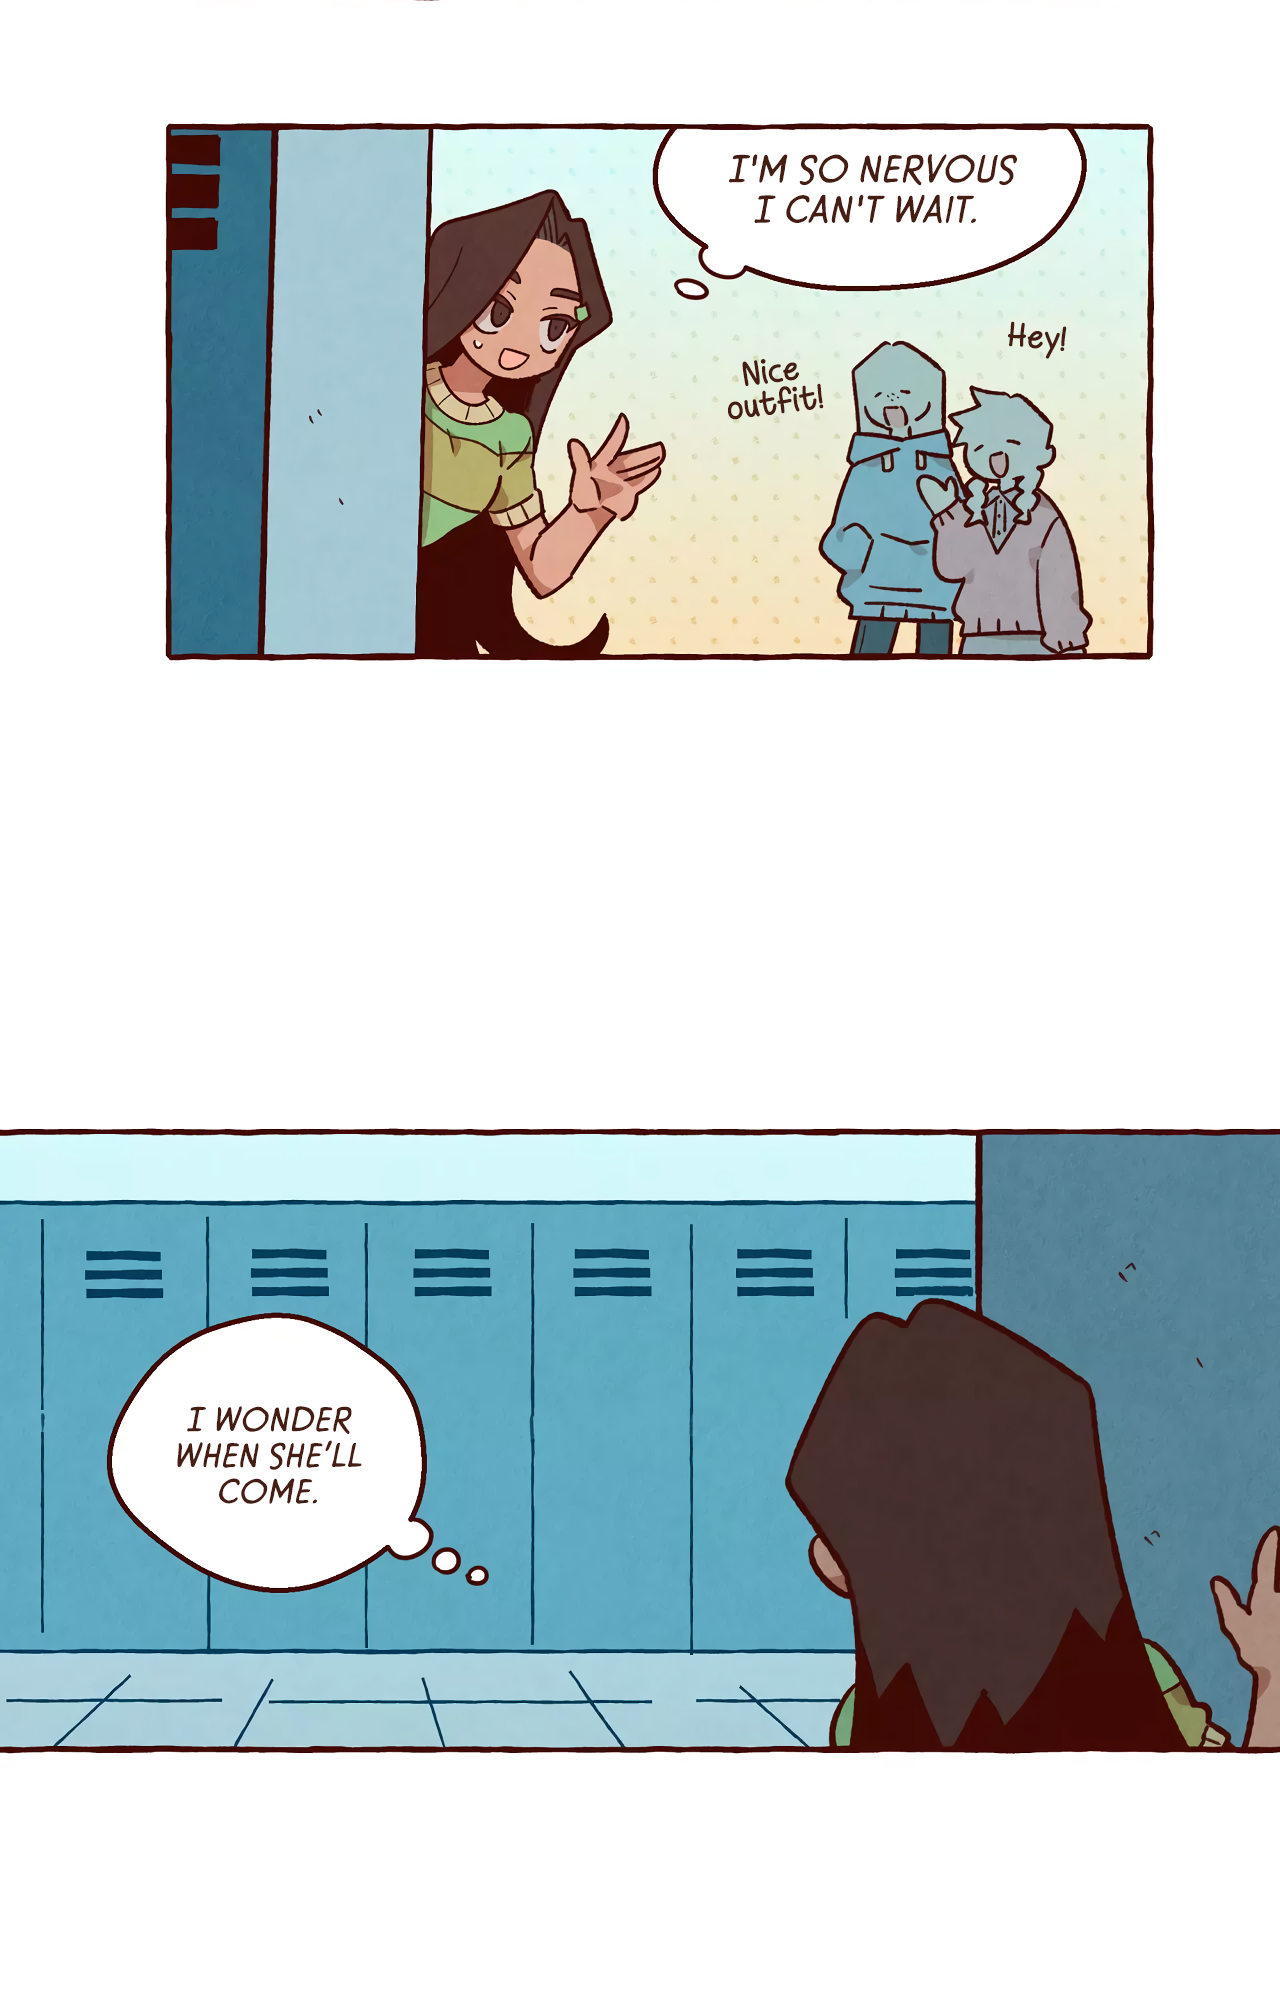 I'M SO NERVOUS
I CAN'T WAIT.
Hey!
Nice
outfit!
I WONDER
WHEN SHE'LL
COME.